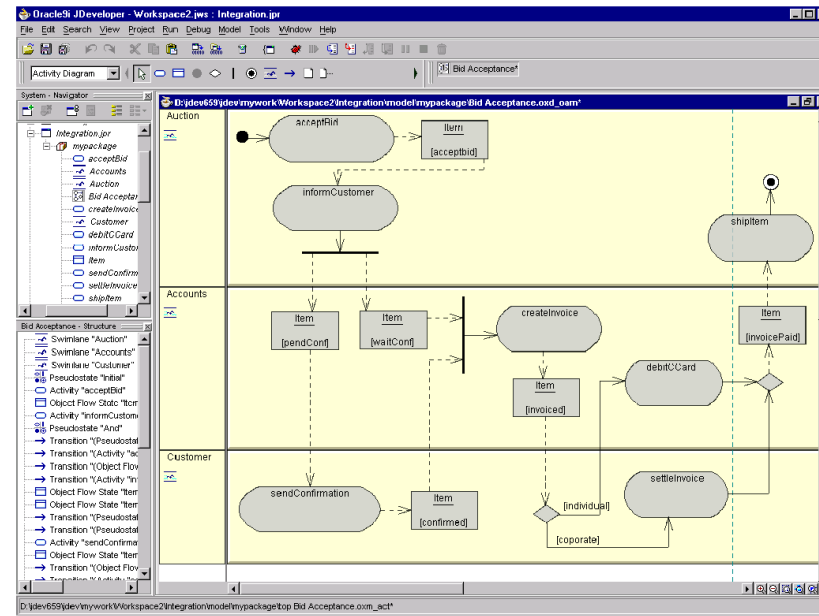 Oracle9i JDeveloper - Workspace2.jws : Integration.jpr
File Edit Search View Project Run Debug Model Tools Window Help
Activity Diagram
Bid Acceptance*
System - Navigator
Integration.jpr
mypackage
acceptBid
Accounts
Auction
Bid Acceptan
createInvoice
Customer
debitCCard
informCustor
Item
sendConfirm
settleInvoice
shipItem
Bid Acceptance - Structure
Swimlane "Auction"
Swimlane "Accounts"
Swimlane "Customer"
Pseudostate "Initial"
Activity "acceptBid"
Object Flow State "Item
Activity "informCustom
Pseudostate "And"
Transition "(Pseudostat
Transition "(Activity "ac
Transition "(Object Flov
Transition "(Activity "in
Object Flow State "Item
Object Flow State "Item
Transition "(Pseudostat
Transition "(Pseudostat
Activity "sendConfirma
Object Flow State "Item
Transition "(Object Flov
D:\jdev659\jdev\mywork\Workspace2\Integration\model\mypackage\Bid Acceptance.oxd_oam*
Auction
acceptBid
Item
[acceptbid]
informCustomer
shipItem
Accounts
Item
[pendConf]
Item
[waitConf]
createInvoice
Item
[invoicePaid]
debitCCard
Item
[invoiced]
Customer
sendConfirmation
Item
[confirmed]
settleInvoice
[individual]
[coporate]
D:\jdev659\jdev\mywork\Workspace2\Integration\model\mypackage\top Bid Acceptance.oxm_act*